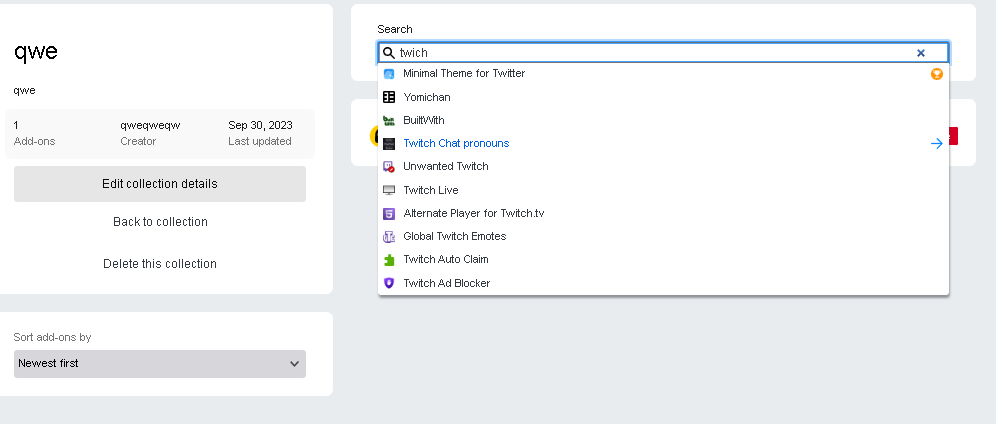 qwe
qwe
1
Add-ons
qweqweqw
Creator
Sep 30, 2023
Last updated
Edit collection details
Back to collection
Delete this collection
Sort add-ons by
Newest first
Search
twich
Minimal Theme for Twitter
Yomichan
BuiltWith
Twitch Chat pronouns
Unwanted Twitch
Twitch Live
Alternate Player for Twitch.tv
Global Twitch Emotes
Twitch Auto Claim
Twitch Ad Blocker